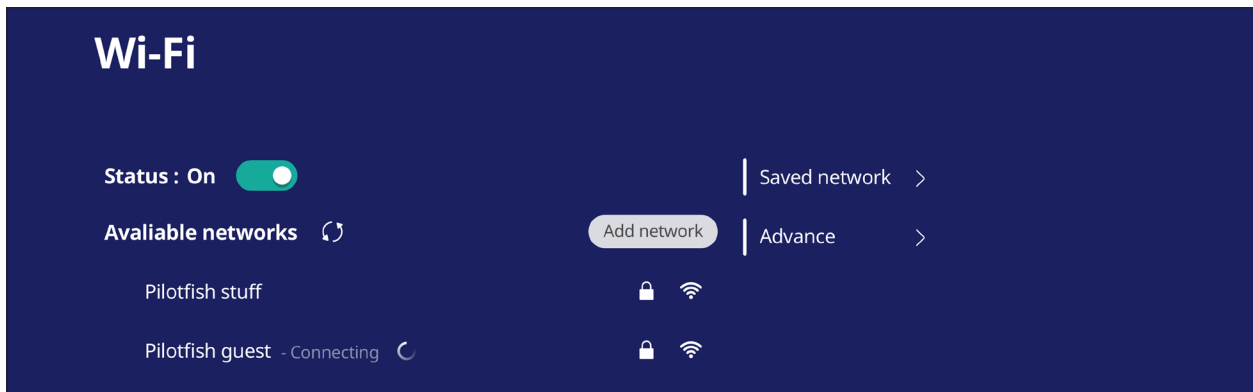 Wi-Fi
Status : On
Saved network
Avaliable networks
Add network
Advance
Pilotfish stuff
Pilotfish guest - Connecting